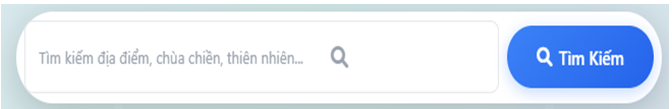 Tìm kiếm địa điểm, chùa chiền, thiên nhiên...
Tìm Kiếm